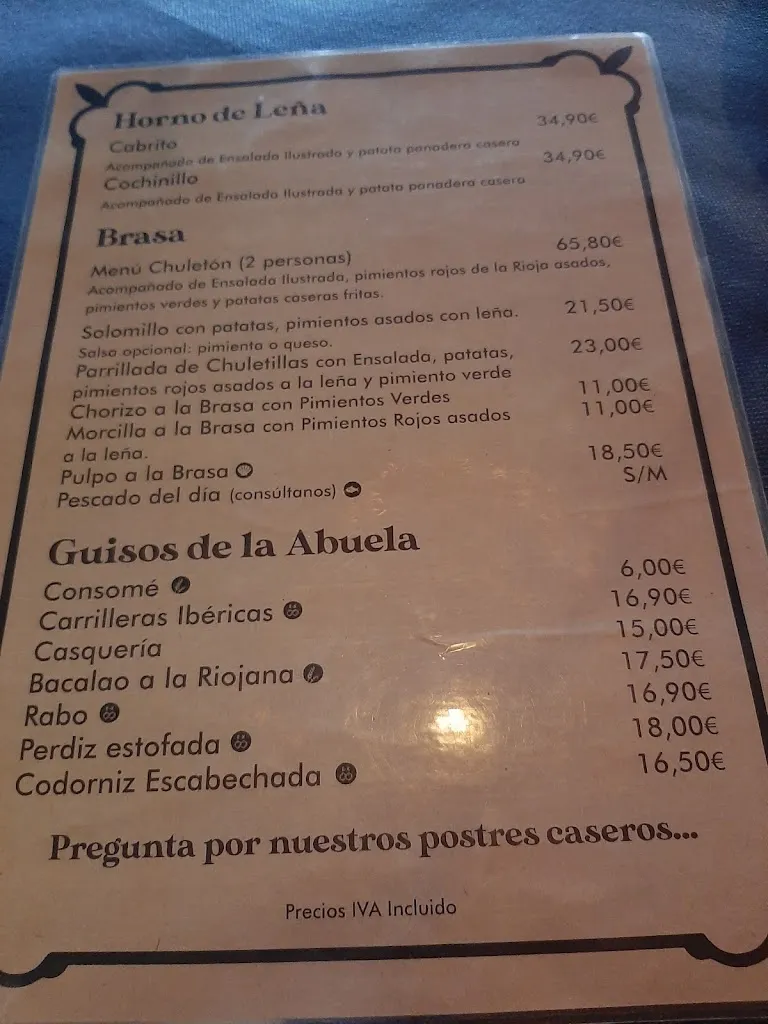 Horno de Leña
Cabrito 34,90€
Acompañado de Ensalada Ilustrada y patata panadera casera
Cochinillo 34,90€
Acompañado de Ensalada Ilustrada y patata panadera casera
Brasa
Menú Chuletón (2 personas) 65,80€
Acompañado de Ensalada Ilustrada, pimientos rojos de la Rioja asados,
pimientos verdes y patatas caseras fritas.
Solomillo con patatas, pimientos asados con leña. 21,50€
Salsa opcional: pimienta o queso.
Parrillada de Chuletillas con Ensalada, patatas, 23,00€
pimientos rojos asados a la leña y pimiento verde
Chorizo a la Brasa con Pimientos Verdes 11,00€
Morcilla a la Brasa con Pimientos Rojos asados 11,00€
a la leña.
Pulpo a la Brasa 18,50€
Pescado del día (consúltanos) S/M
Guisos de la Abuela
Consomé 6,00€
Carrilleras Ibéricas 16,90€
Casquería 15,00€
Bacalao a la Riojana 17,50€
Rabo 16,90€
Perdiz estofada 18,00€
Codorniz Escabechada 16,50€
Pregunta por nuestros postres caseros...
Precios IVA Incluido